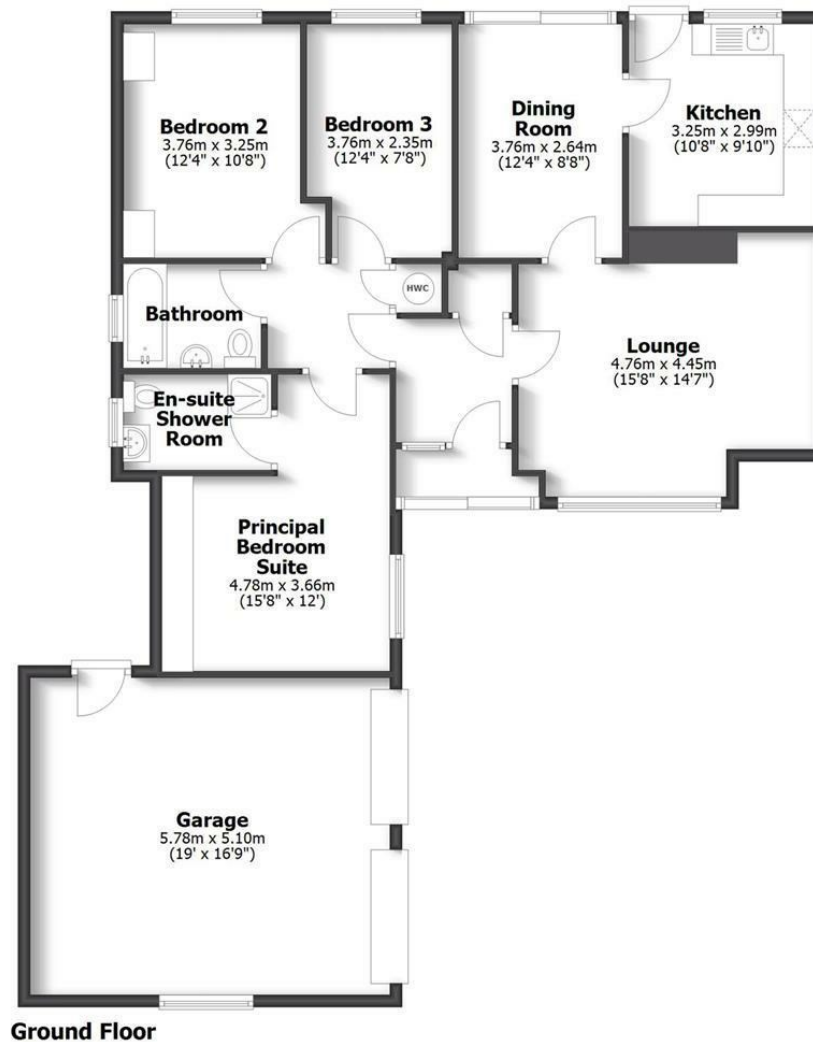 Bedroom 2
3.76m x 3.25m
(12'4" x 10'8")
Bedroom 3
3.76m x 2.35m
(12'4" x 7'8")
Dining
Room
3.76m x 2.64m
(12'4" x 8'8")
Kitchen
3.25m x 2.99m
(10'8" x 9'10")
HWC
Bathroom
Lounge
4.76m x 4.45m
(15'8" x 14'7")
En-suite
Shower
Room
Principal
Bedroom
Suite
4.78m x 3.66m
(15'8" x 12')
Garage
5.78m x 5.10m
(19' x 16'9")
Ground Floor